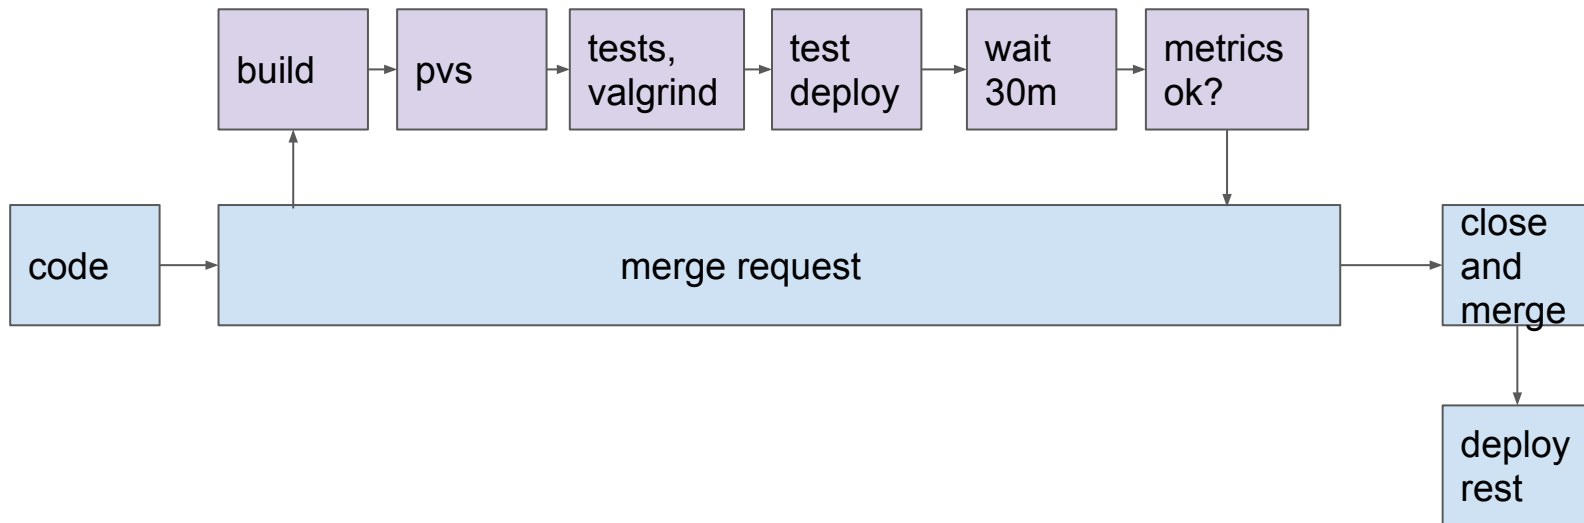 build
pvs
tests,
valgrind
test
deploy
wait
30m
metrics
ok?
code
merge request
close
and
merge
deploy
rest